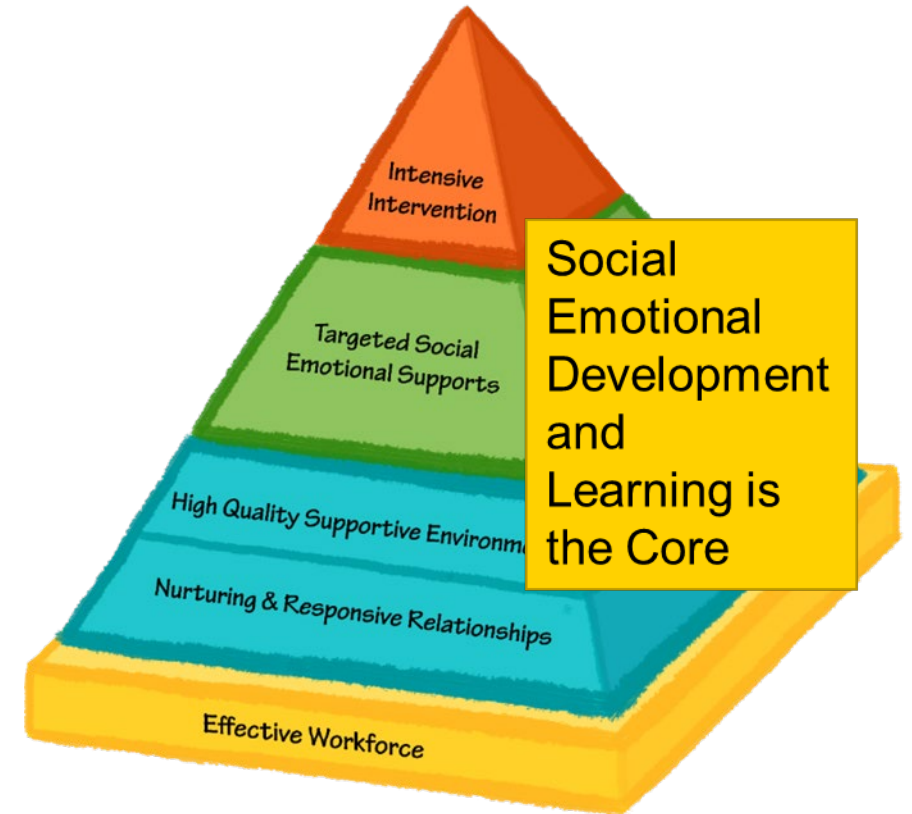 Intensive
Intervention
Social
Emotional
Development
and
Learning is
the Core
Targeted Social
Emotional Supports
High Quality Supportive
Nurturing & Responsive Relationships
Effective Workforce